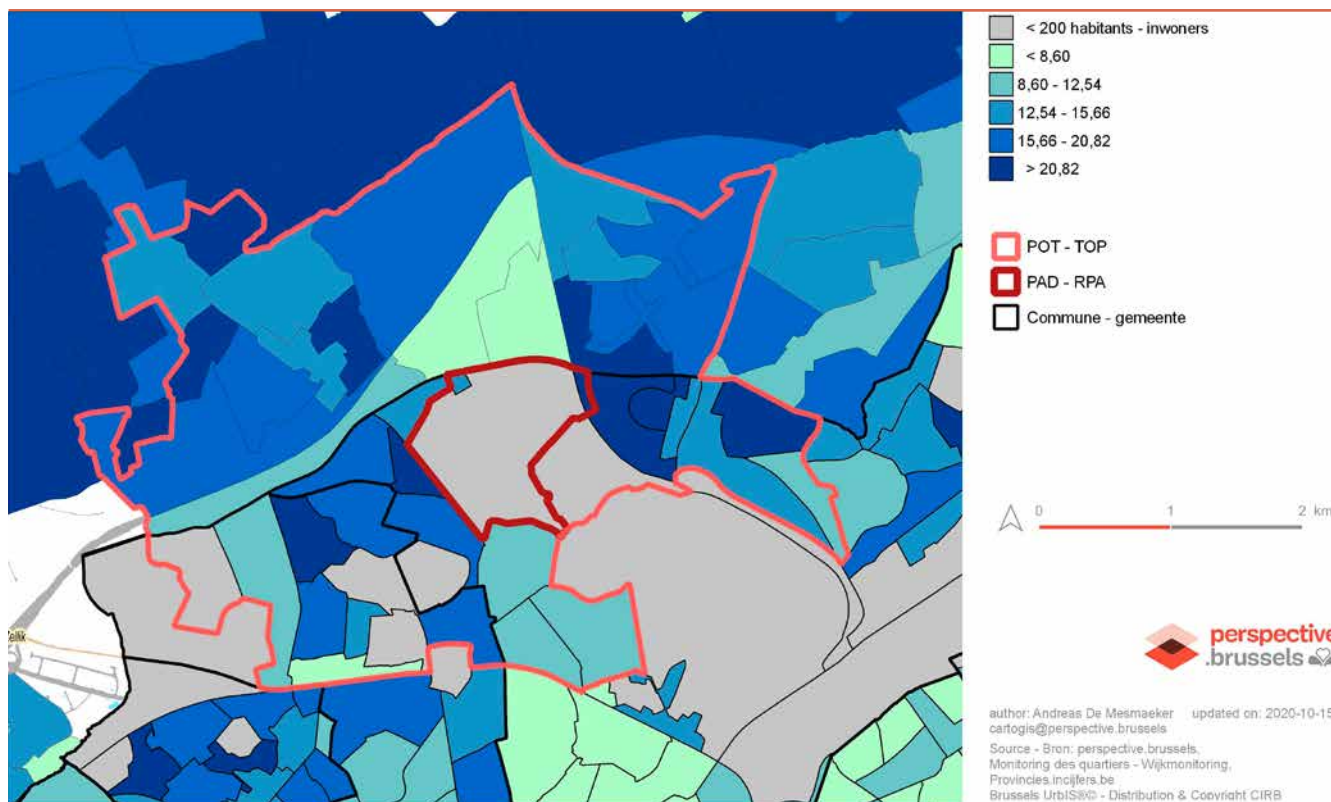 < 200 habitants - inwoners
< 8,60
8,60 - 12,54
12,54 - 15,66
15,66 - 20,82
> 20,82
POT - TOP
PAD - RPA
Commune - gemeente
0 1 2 km
perspective
.brussels
author: Andreas De Mesmaeker updated on: 2020-10-15
cartogis@perspective.brussels
Source - Bron: perspective.brussels,
Monitoring des quartiers - Wijkmonitoring,
Provincies.incijfers.be
Brussels UrbIS®© - Distribution & Copyright CIRB